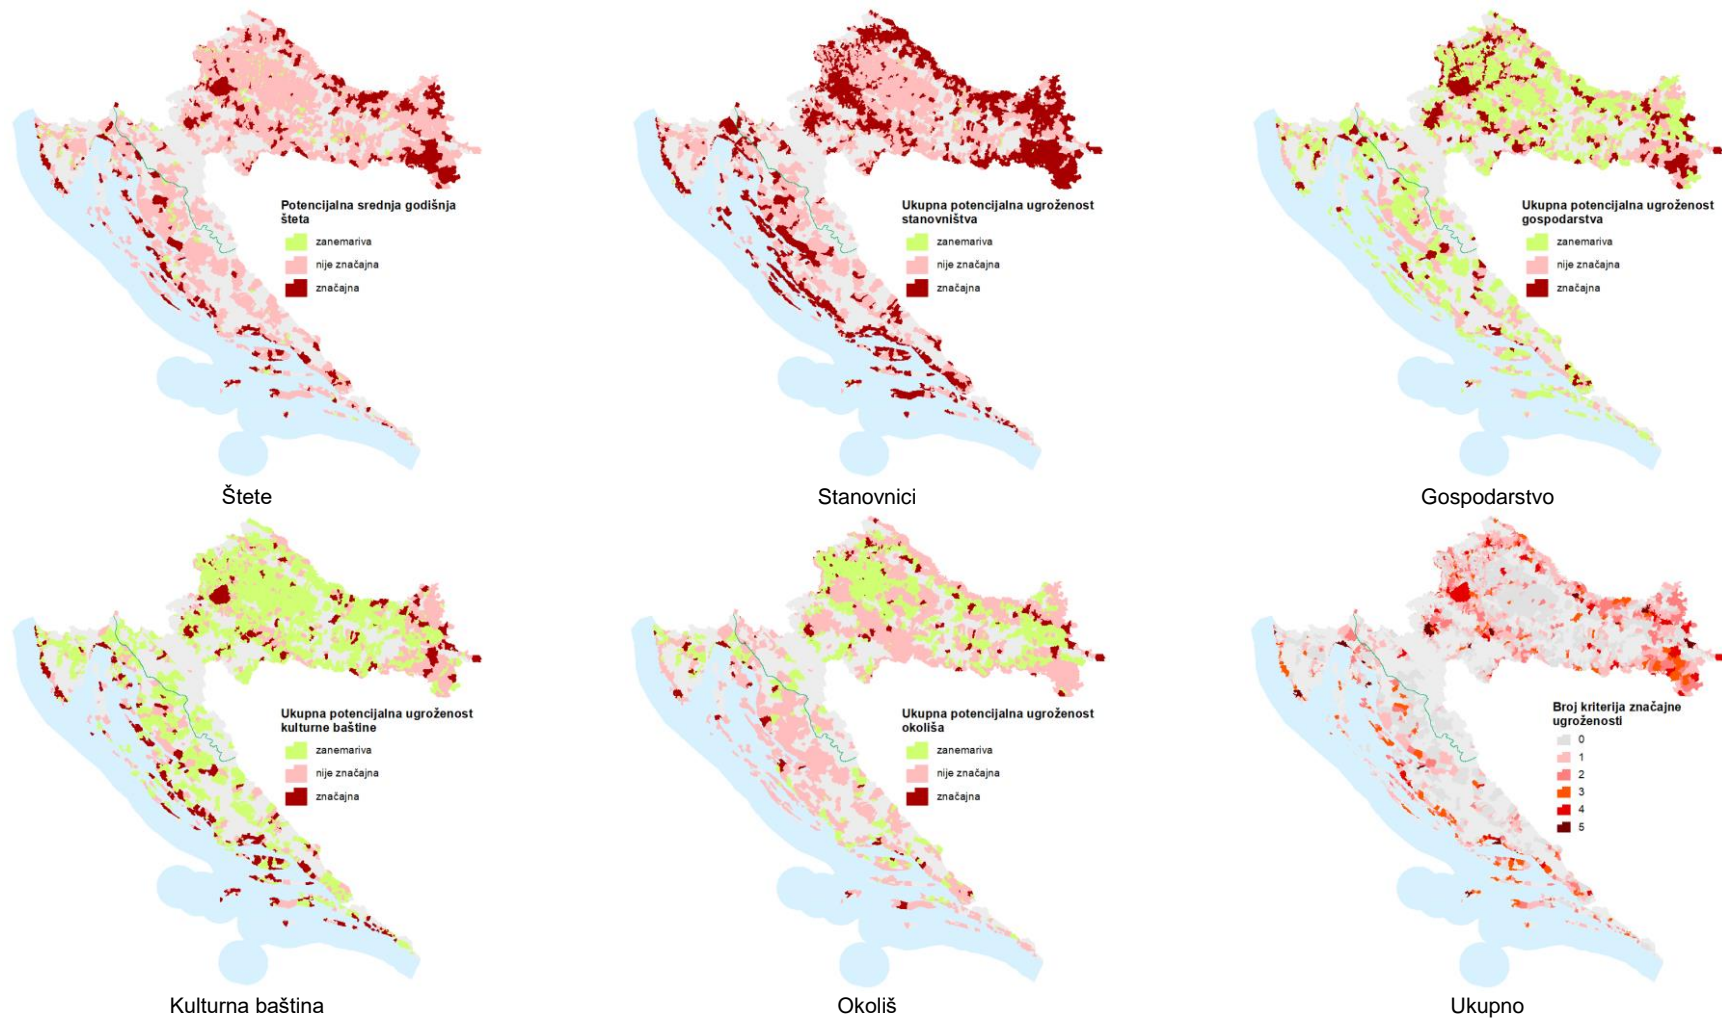 Potencijalna srednja godišnja
šteta
zanemariva
nije značajna
značajna
Štete
Ukupna potencijalna ugroženost
stanovništva
zanemariva
nije značajna
značajna
Stanovnici
Ukupna potencijalna ugroženost
gospodarstva
zanemariva
nije značajna
značajna
Gospodarstvo
Ukupna potencijalna ugroženost
kulturne baštine
zanemariva
nije značajna
značajna
Kulturna baština
Ukupna potencijalna ugroženost
okoliša
zanemariva
nije značajna
značajna
Okoliš
Broj kriterija značajne
ugroženosti
0
1
2
3
4
5
Ukupno